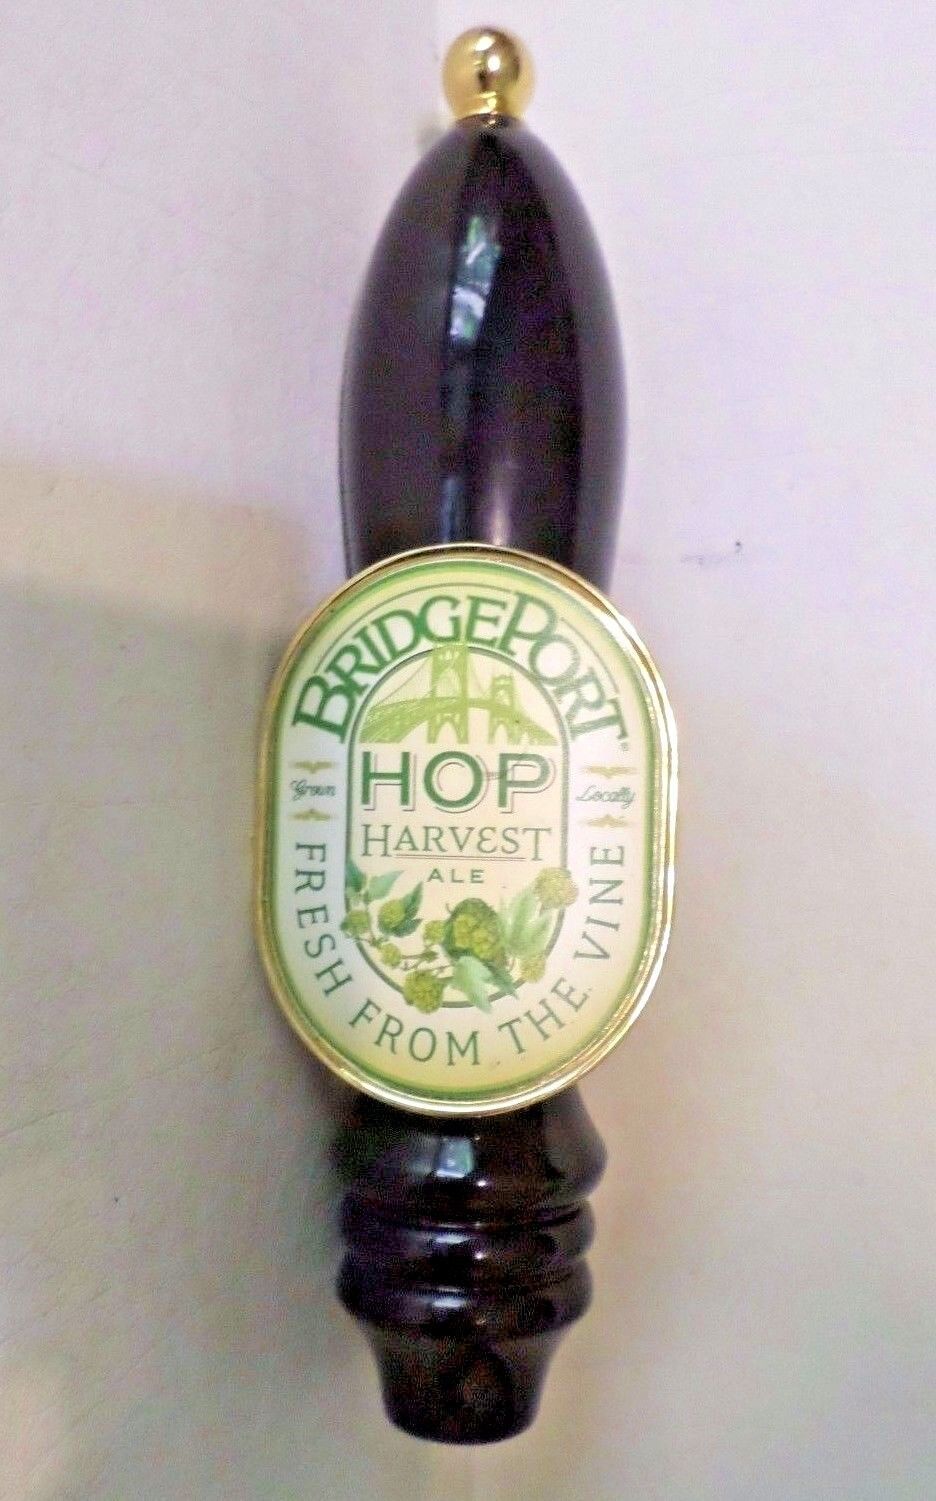 BRIDGEPORT®
HOP
HARVEST
ALE
Grown
Locally
FRESH FROM THE VINE